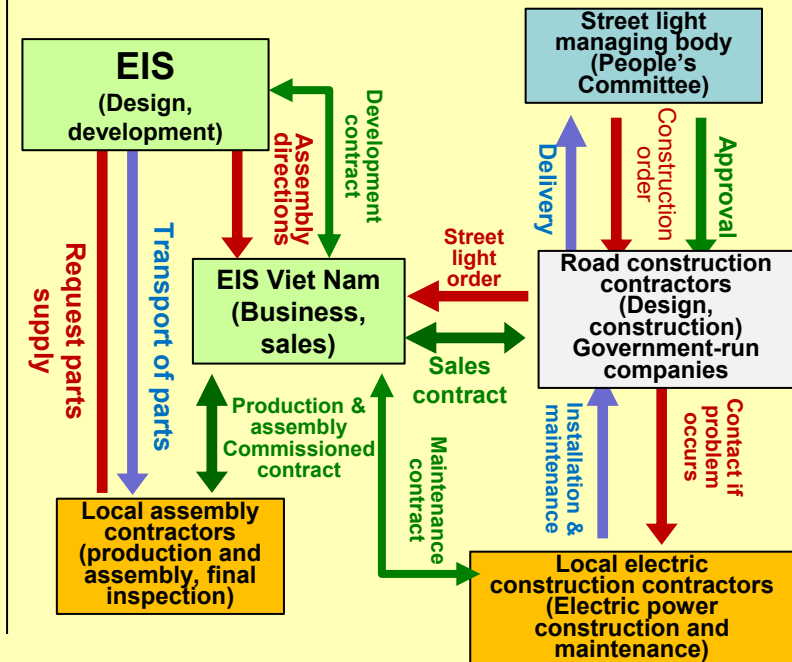 EIS
(Design,
development)
Street light
managing body
(People's
Committee)
Development
contract
Assembly
directions
Request parts
supply
Transport of parts
Delivery
Construction
order
Approval
Street
light
order
EIS Viet Nam
(Business,
sales)
Road construction
contractors
(Design,
construction)
Government-run
companies
Sales
contract
Production &
assembly
Commissioned
contract
Maintenance
contract
Installation &
maintenance
Contact if
problem
occurs
Local assembly
contractors
(production and
assembly, final
inspection)
Local electric
construction contractors
(Electric power
construction and
maintenance)